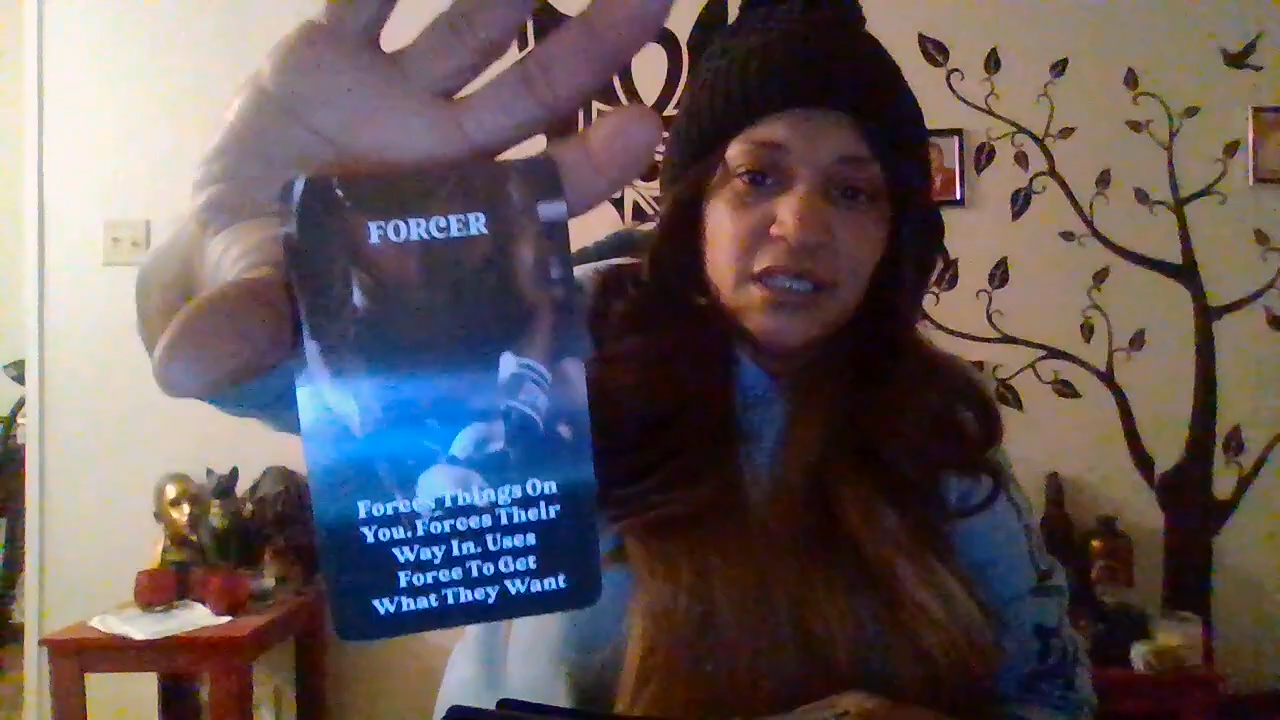 FORCER
Forces Things On
You. Forces Their
Way In. Uses
Force To Get
What They Want